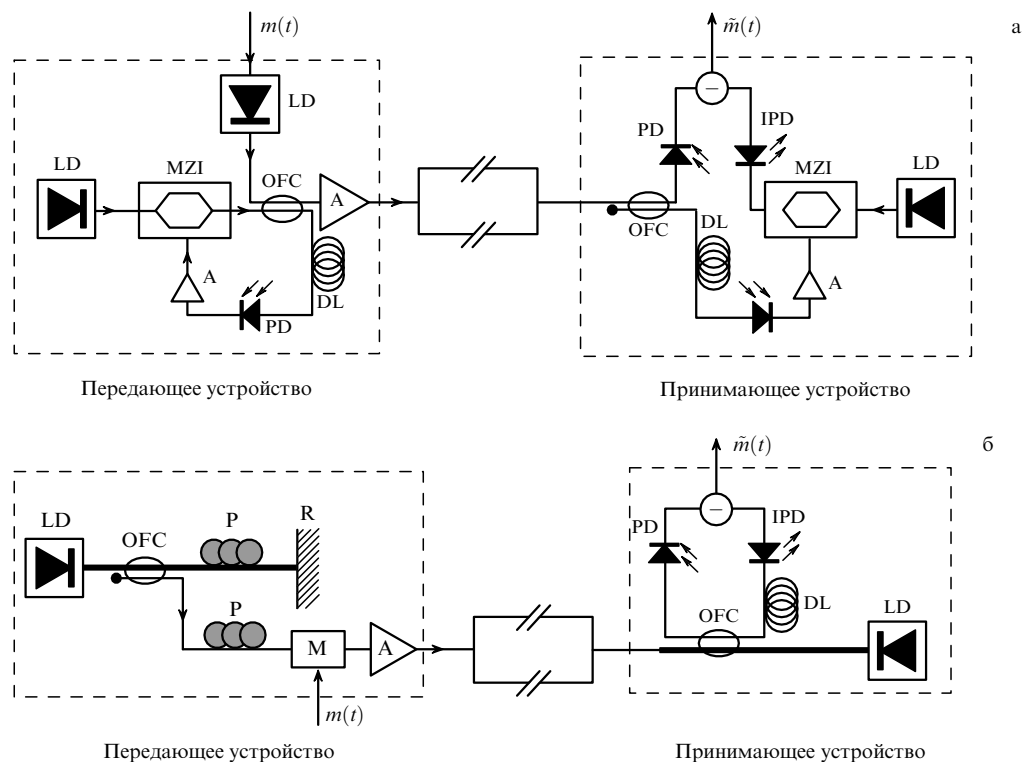 m(t)
m̃(t)
а
LD
IPD
PD
LD
MZI
MZI
LD
OFC
A
OFC
DL
A
DL
A
PD
Передающее устройство
Принимающее устройство
m̃(t)
б
LD
P
R
PD
IPD
OFC
P
DL
OFC
LD
M
A
m(t)
Передающее устройство
Принимающее устройство